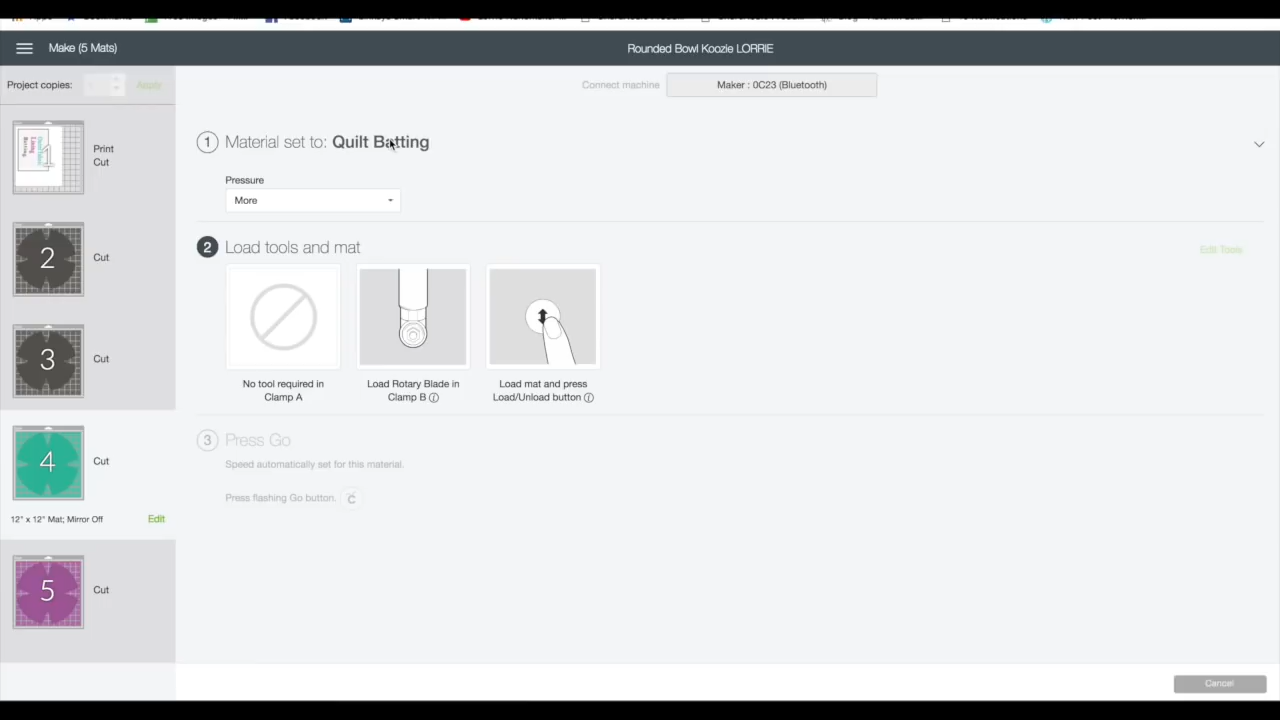 Make (5 Mats)
Rounded Bowl Koozie LORRIE
Project copies:
1
Apply
Connect machine
Maker : 0C23 (Bluetooth)
Print
Cut
2
Cut
3
Cut
4
Cut
12" x 12" Mat; Mirror Off
Edit
5
Cut
1
Material set to: Quilt Batting
Pressure
More
2
Load tools and mat
Edit Tools
No tool required in
Clamp A
Load Rotary Blade in
Clamp B
Load mat and press
Load/Unload button
3
Press Go
Speed automatically set for this material.
Press flashing Go button.
Cancel